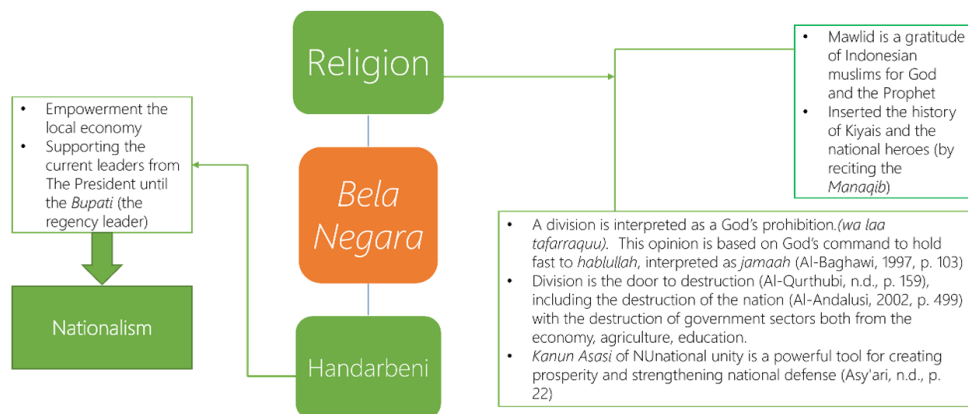 Religion
Bela
Negara
Handarbeni
• Empowerment the
local economy
• Supporting the
current leaders from
The President until
the Bupati (the
regency leader)
Nationalism
• Mawlid is a gratitude
of Indonesian
muslims for God
and the Prophet
• Inserted the history
of Kiyais and the
national heroes (by
reciting the
Manaqib)
• A division is interpreted as a God's prohibition.(wa laa
tafarraquu). This opinion is based on God's command to hold
fast to hablullah, interpreted as jamaah (Al-Baghawi, 1997, p. 103)
• Division is the door to destruction (Al-Qurthubi, n.d., p. 159),
including the destruction of the nation (Al-Andalusi, 2002, p. 499)
with the destruction of government sectors both from the
economy, agriculture, education.
• Kanun Asasi of NUnational unity is a powerful tool for creating
prosperity and strengthening national defense (Asy'ari, n.d., p.
22)